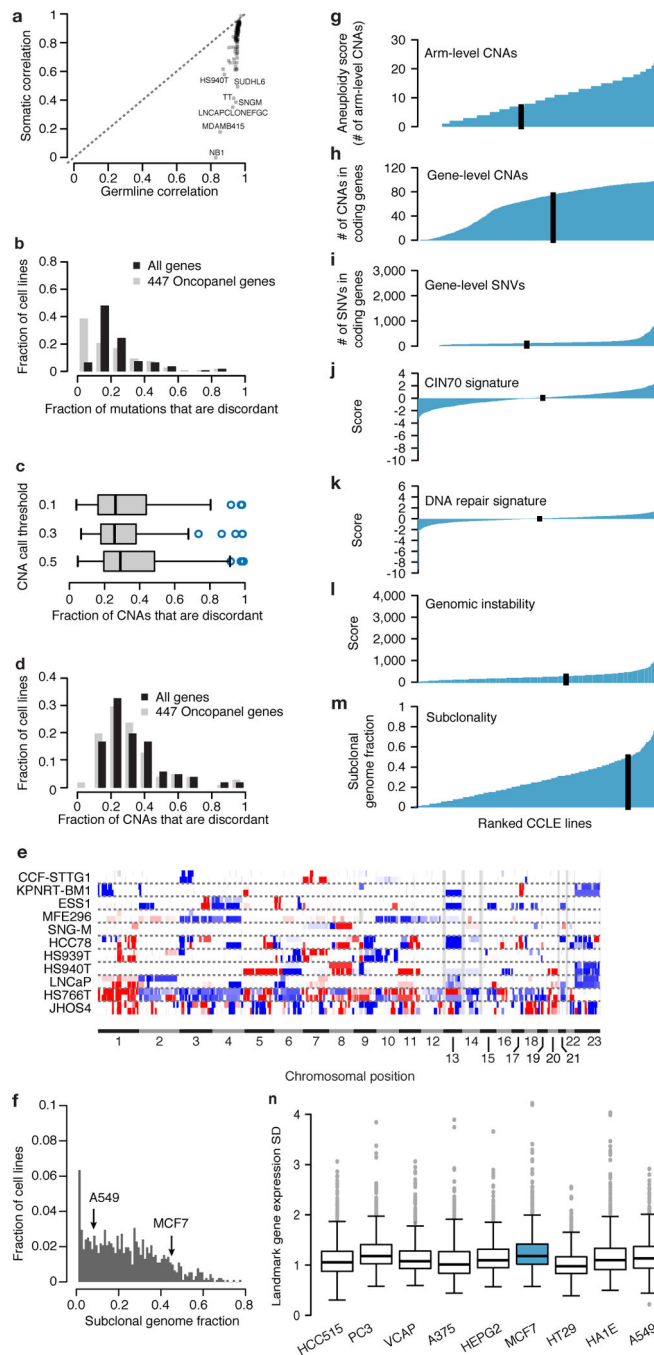 a
Somatic correlation
1
0.8
0.6
0.4
0.2
0
HS940T
SUDHL6
TT
SNGM
LNCAPCLONEFGC
MDAMB415
NB1
0 0.2 0.4 0.6 0.8 1
Germline correlation
b
Fraction of cell lines
0.8
0.6
0.4
0.2
0
All genes
447 Oncopanel genes
0 0.2 0.4 0.6 0.8 1
Fraction of mutations that are discordant
c
CNA call threshold
0.1
0.3
0.5
0 0.2 0.4 0.6 0.8 1
Fraction of CNAs that are discordant
d
Fraction of cell lines
0.4
0.3
0.2
0.1
0
All genes
447 Oncopanel genes
0 0.2 0.4 0.6 0.8 1
Fraction of CNAs that are discordant
g
Aneuploidy score
(# of arm-level CNAs)
30
20
10
0
Arm-level CNAs
h
# of CNAs in
coding genes
120
80
40
0
Gene-level CNAs
i
# of SNVs in
coding genes
3,000
2,000
1,000
0
Gene-level SNVs
j
Score
4
2
0
-2
-4
-6
-8
-10
CIN70 signature
k
Score
6
4
2
0
-2
-4
-6
-8
-10
DNA repair signature
l
Score
4,000
3,000
2,000
1,000
0
Genomic instability
m
Subclonal
genome fraction
1
0.8
0.6
0.4
0.2
0
Subclonality
Ranked CCLE lines
e
CCF-STTG1
KPNRT-BM1
ESS1
MFE296
SNG-M
HCC78
HS939T
HS940T
LNCaP
HS766T
JHOS4
1 2 3 4 5 6 7 8 9 10 11 12 14 16 18 22 23
13 15 17 19 20 21
Chromosomal position
f
Fraction of cell lines
0.1
0.08
0.06
0.04
0.02
0
A549
MCF7
0 0.2 0.4 0.6 0.8
Subclonal genome fraction
n
Landmark gene expression SD
4
3
2
1
0
HCC515
PC3
VCAP
A375
HEPG2
MCF7
HT29
HA1E
A549